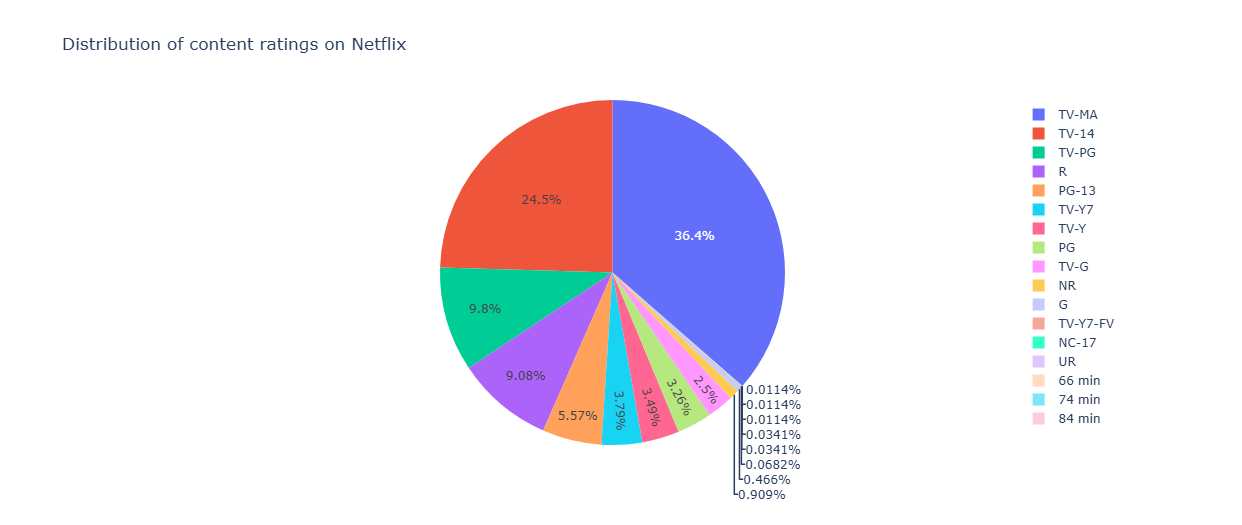 Distribution of content ratings on Netflix
36.4%
24.5%
9.8%
9.08%
5.57%
3.79%
3.49%
3.26%
2.5%
0.0114%
0.0114%
0.0114%
0.0341%
0.0341%
0.0682%
0.466%
0.909%
TV-MA
TV-14
TV-PG
R
PG-13
TV-Y7
TV-Y
PG
TV-G
NR
G
TV-Y7-FV
NC-17
UR
66 min
74 min
84 min